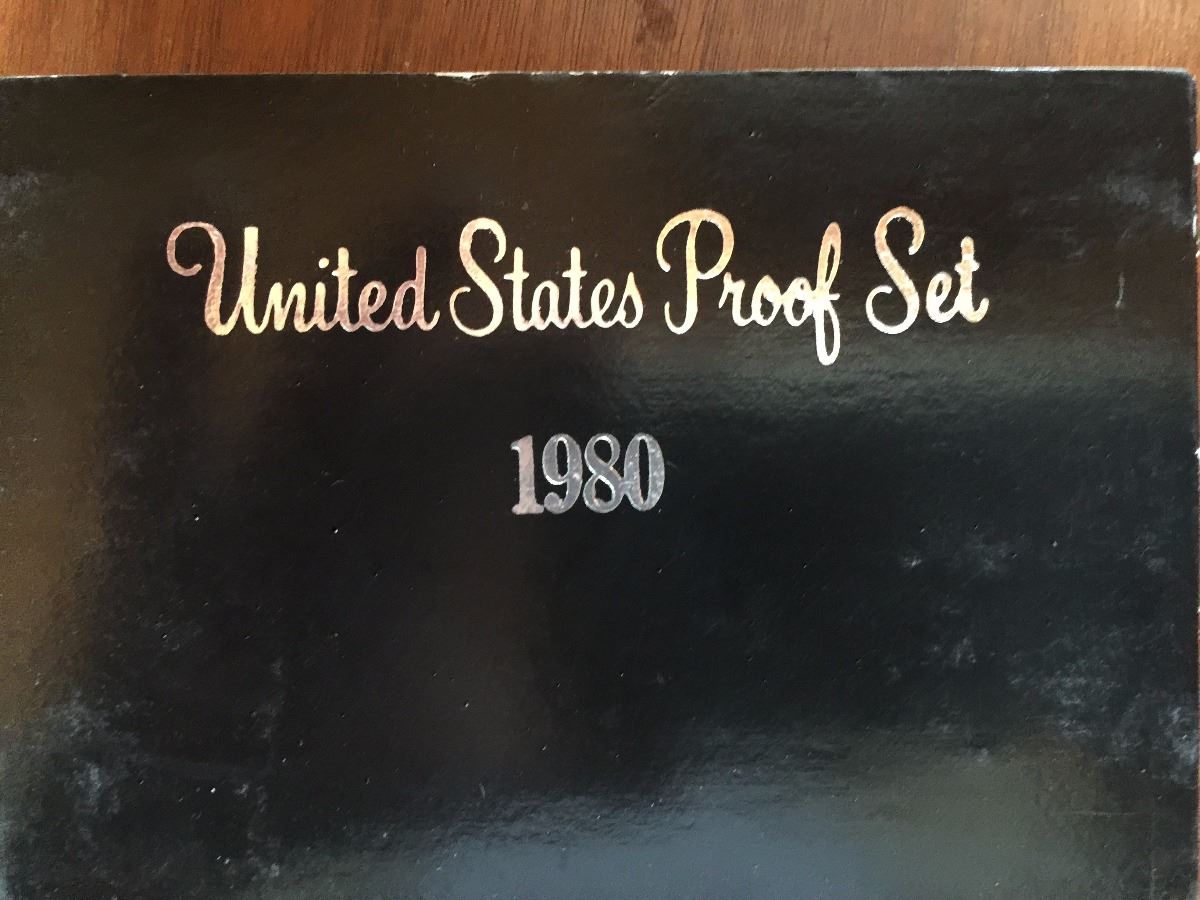 United States Proof Set
1980